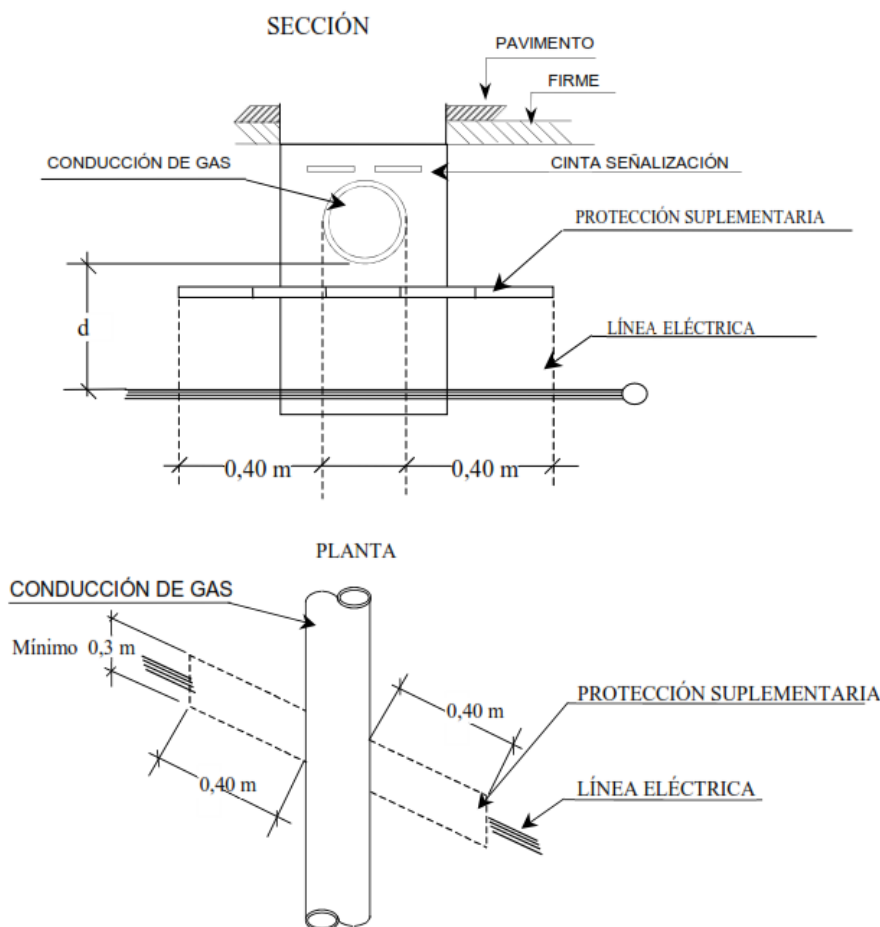 SECCIÓN
PAVIMENTO
FIRME
CONDUCCIÓN DE GAS
CINTA SEÑALIZACIÓN
PROTECCIÓN SUPLEMENTARIA
d
LÍNEA ELÉCTRICA
0,40 m
0,40 m
PLANTA
CONDUCCIÓN DE GAS
Mínimo 0,3 m
0,40 m
PROTECCIÓN SUPLEMENTARIA
0,40 m
LÍNEA ELÉCTRICA